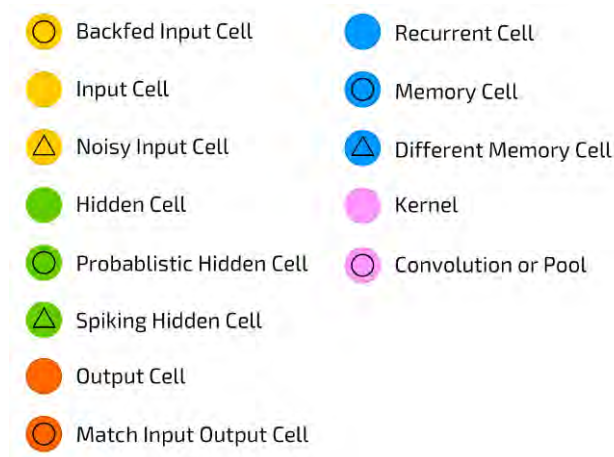 Backfed Input Cell
Input Cell
Noisy Input Cell
Hidden Cell
Probablistic Hidden Cell
Spiking Hidden Cell
Output Cell
Match Input Output Cell
Recurrent Cell
Memory Cell
Different Memory Cell
Kernel
Convolution or Pool